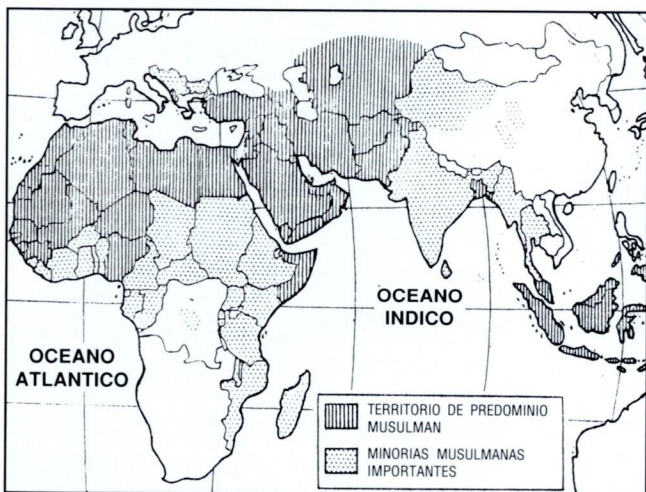 OCEANO
INDICO
OCEANO
ATLANTICO
TERRITORIO DE PREDOMINIO
MUSULMAN
MINORIAS MUSULMANAS
IMPORTANTES